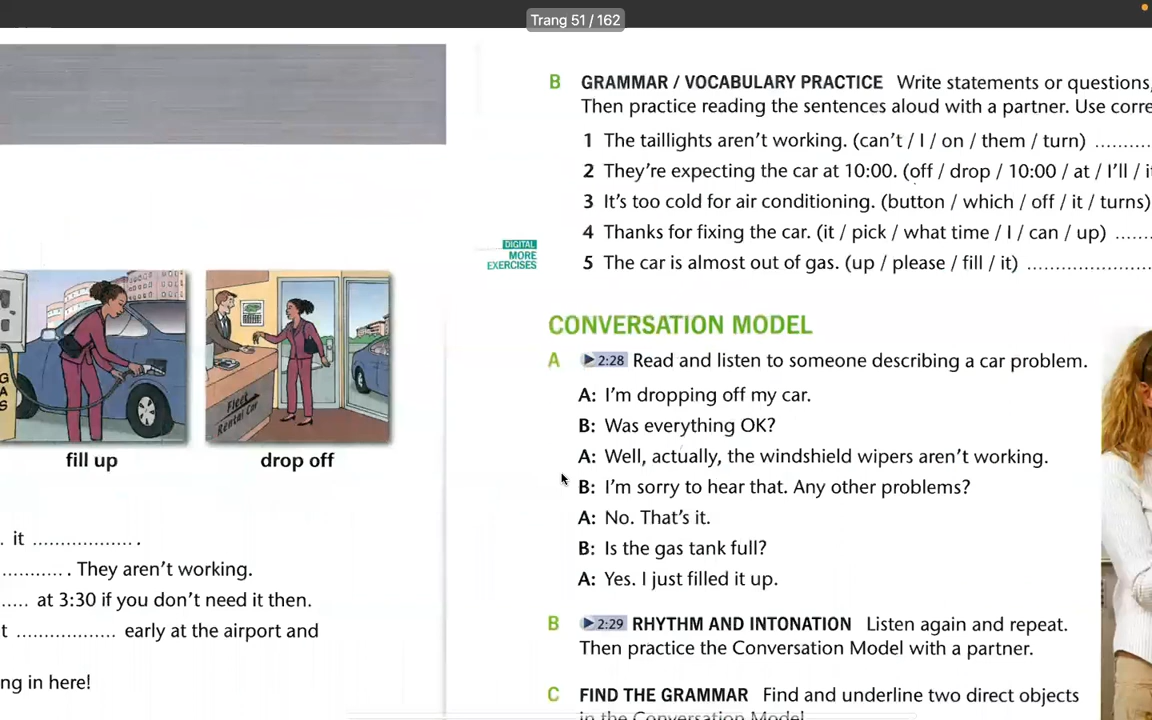 Trang 51 / 162
GAS
Fleet
Rental Car
fill up
drop off
. it .................. .
............ . They aren't working.
..... at 3:30 if you don't need it then.
t .................. early at the airport and
ng in here!
B GRAMMAR / VOCABULARY PRACTICE Write statements or questions,
Then practice reading the sentences aloud with a partner. Use corre
1 The taillights aren't working. (can't / I / on / them / turn) ..........
2 They're expecting the car at 10:00. (off / drop / 10:00 / at / I'll / it
3 It's too cold for air conditioning. (button / which / off / it / turns)
4 Thanks for fixing the car. (it / pick / what time / I / can / up) ......
5 The car is almost out of gas. (up / please / fill / it) ......................
DIGITAL
MORE
EXERCISES
CONVERSATION MODEL
A ▶ 2:28 Read and listen to someone describing a car problem.
A: I'm dropping off my car.
B: Was everything OK?
A: Well, actually, the windshield wipers aren't working.
B: I'm sorry to hear that. Any other problems?
A: No. That's it.
B: Is the gas tank full?
A: Yes. I just filled it up.
B ▶ 2:29 RHYTHM AND INTONATION Listen again and repeat.
Then practice the Conversation Model with a partner.
C FIND THE GRAMMAR Find and underline two direct objects
in the Conversation Model